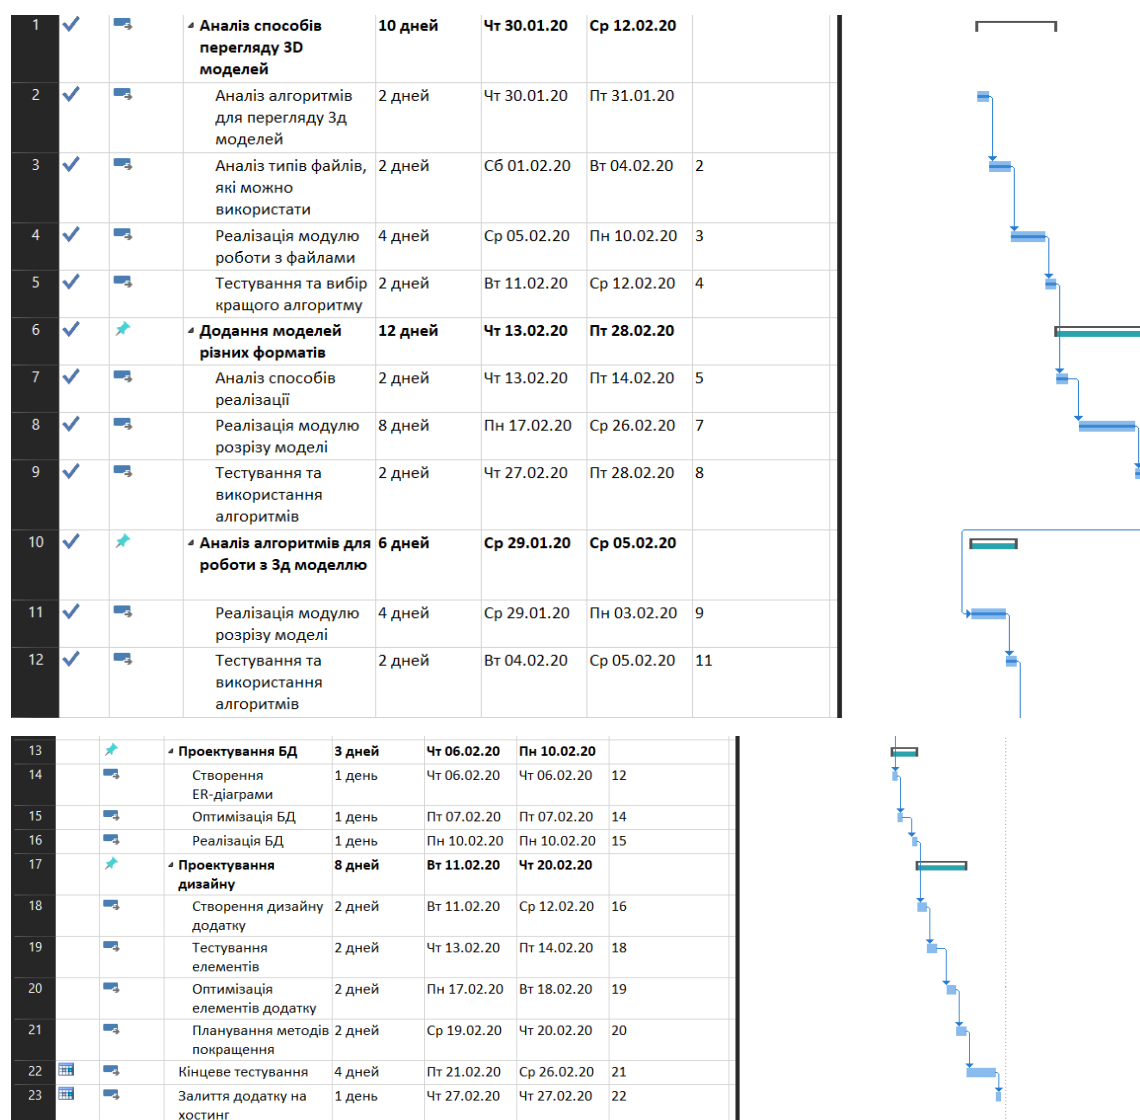 1 Аналіз способів 10 дней Чт 30.01.20 Ср 12.02.20
перегляду 3D
моделей
2 Аналіз алгоритмів 2 дней Чт 30.01.20 Пт 31.01.20
для перегляду 3д
моделей
3 Аналіз типів файлів, 2 дней Сб 01.02.20 Вт 04.02.20 2
які можно
використати
4 Реалізація модулю 4 дней Ср 05.02.20 Пн 10.02.20 3
роботи з файлами
5 Тестування та вибір 2 дней Вт 11.02.20 Ср 12.02.20 4
кращого алгоритму
6 Додання моделей 12 дней Чт 13.02.20 Пт 28.02.20
різних форматів
7 Аналіз способів 2 дней Чт 13.02.20 Пт 14.02.20 5
реалізації
8 Реалізація модулю 8 дней Пн 17.02.20 Ср 26.02.20 7
розрізу моделі
9 Тестування та 2 дней Чт 27.02.20 Пт 28.02.20 8
використання
алгоритмів
10 Аналіз алгоритмів для 6 дней Ср 29.01.20 Ср 05.02.20
роботи з 3д моделлю
11 Реалізація модулю 4 дней Ср 29.01.20 Пн 03.02.20 9
розрізу моделі
12 Тестування та 2 дней Вт 04.02.20 Ср 05.02.20 11
використання
алгоритмів
13 Проектування БД 3 дней Чт 06.02.20 Пн 10.02.20
14 Створення 1 день Чт 06.02.20 Чт 06.02.20 12
ER-діаграми
15 Оптимізація БД 1 день Пт 07.02.20 Пт 07.02.20 14
16 Реалізація БД 1 день Пн 10.02.20 Пн 10.02.20 15
17 Проектування 8 дней Вт 11.02.20 Чт 20.02.20
дизайну
18 Створення дизайну 2 дней Вт 11.02.20 Ср 12.02.20 16
додатку
19 Тестування 2 дней Чт 13.02.20 Пт 14.02.20 18
елементів
20 Оптимізація 2 дней Пн 17.02.20 Вт 18.02.20 19
елементів додатку
21 Планування методів 2 дней Ср 19.02.20 Чт 20.02.20 20
покращення
22 Кінцеве тестування 4 дней Пт 21.02.20 Ср 26.02.20 21
23 Залиття додатку на 1 день Чт 27.02.20 Чт 27.02.20 22
хостинг